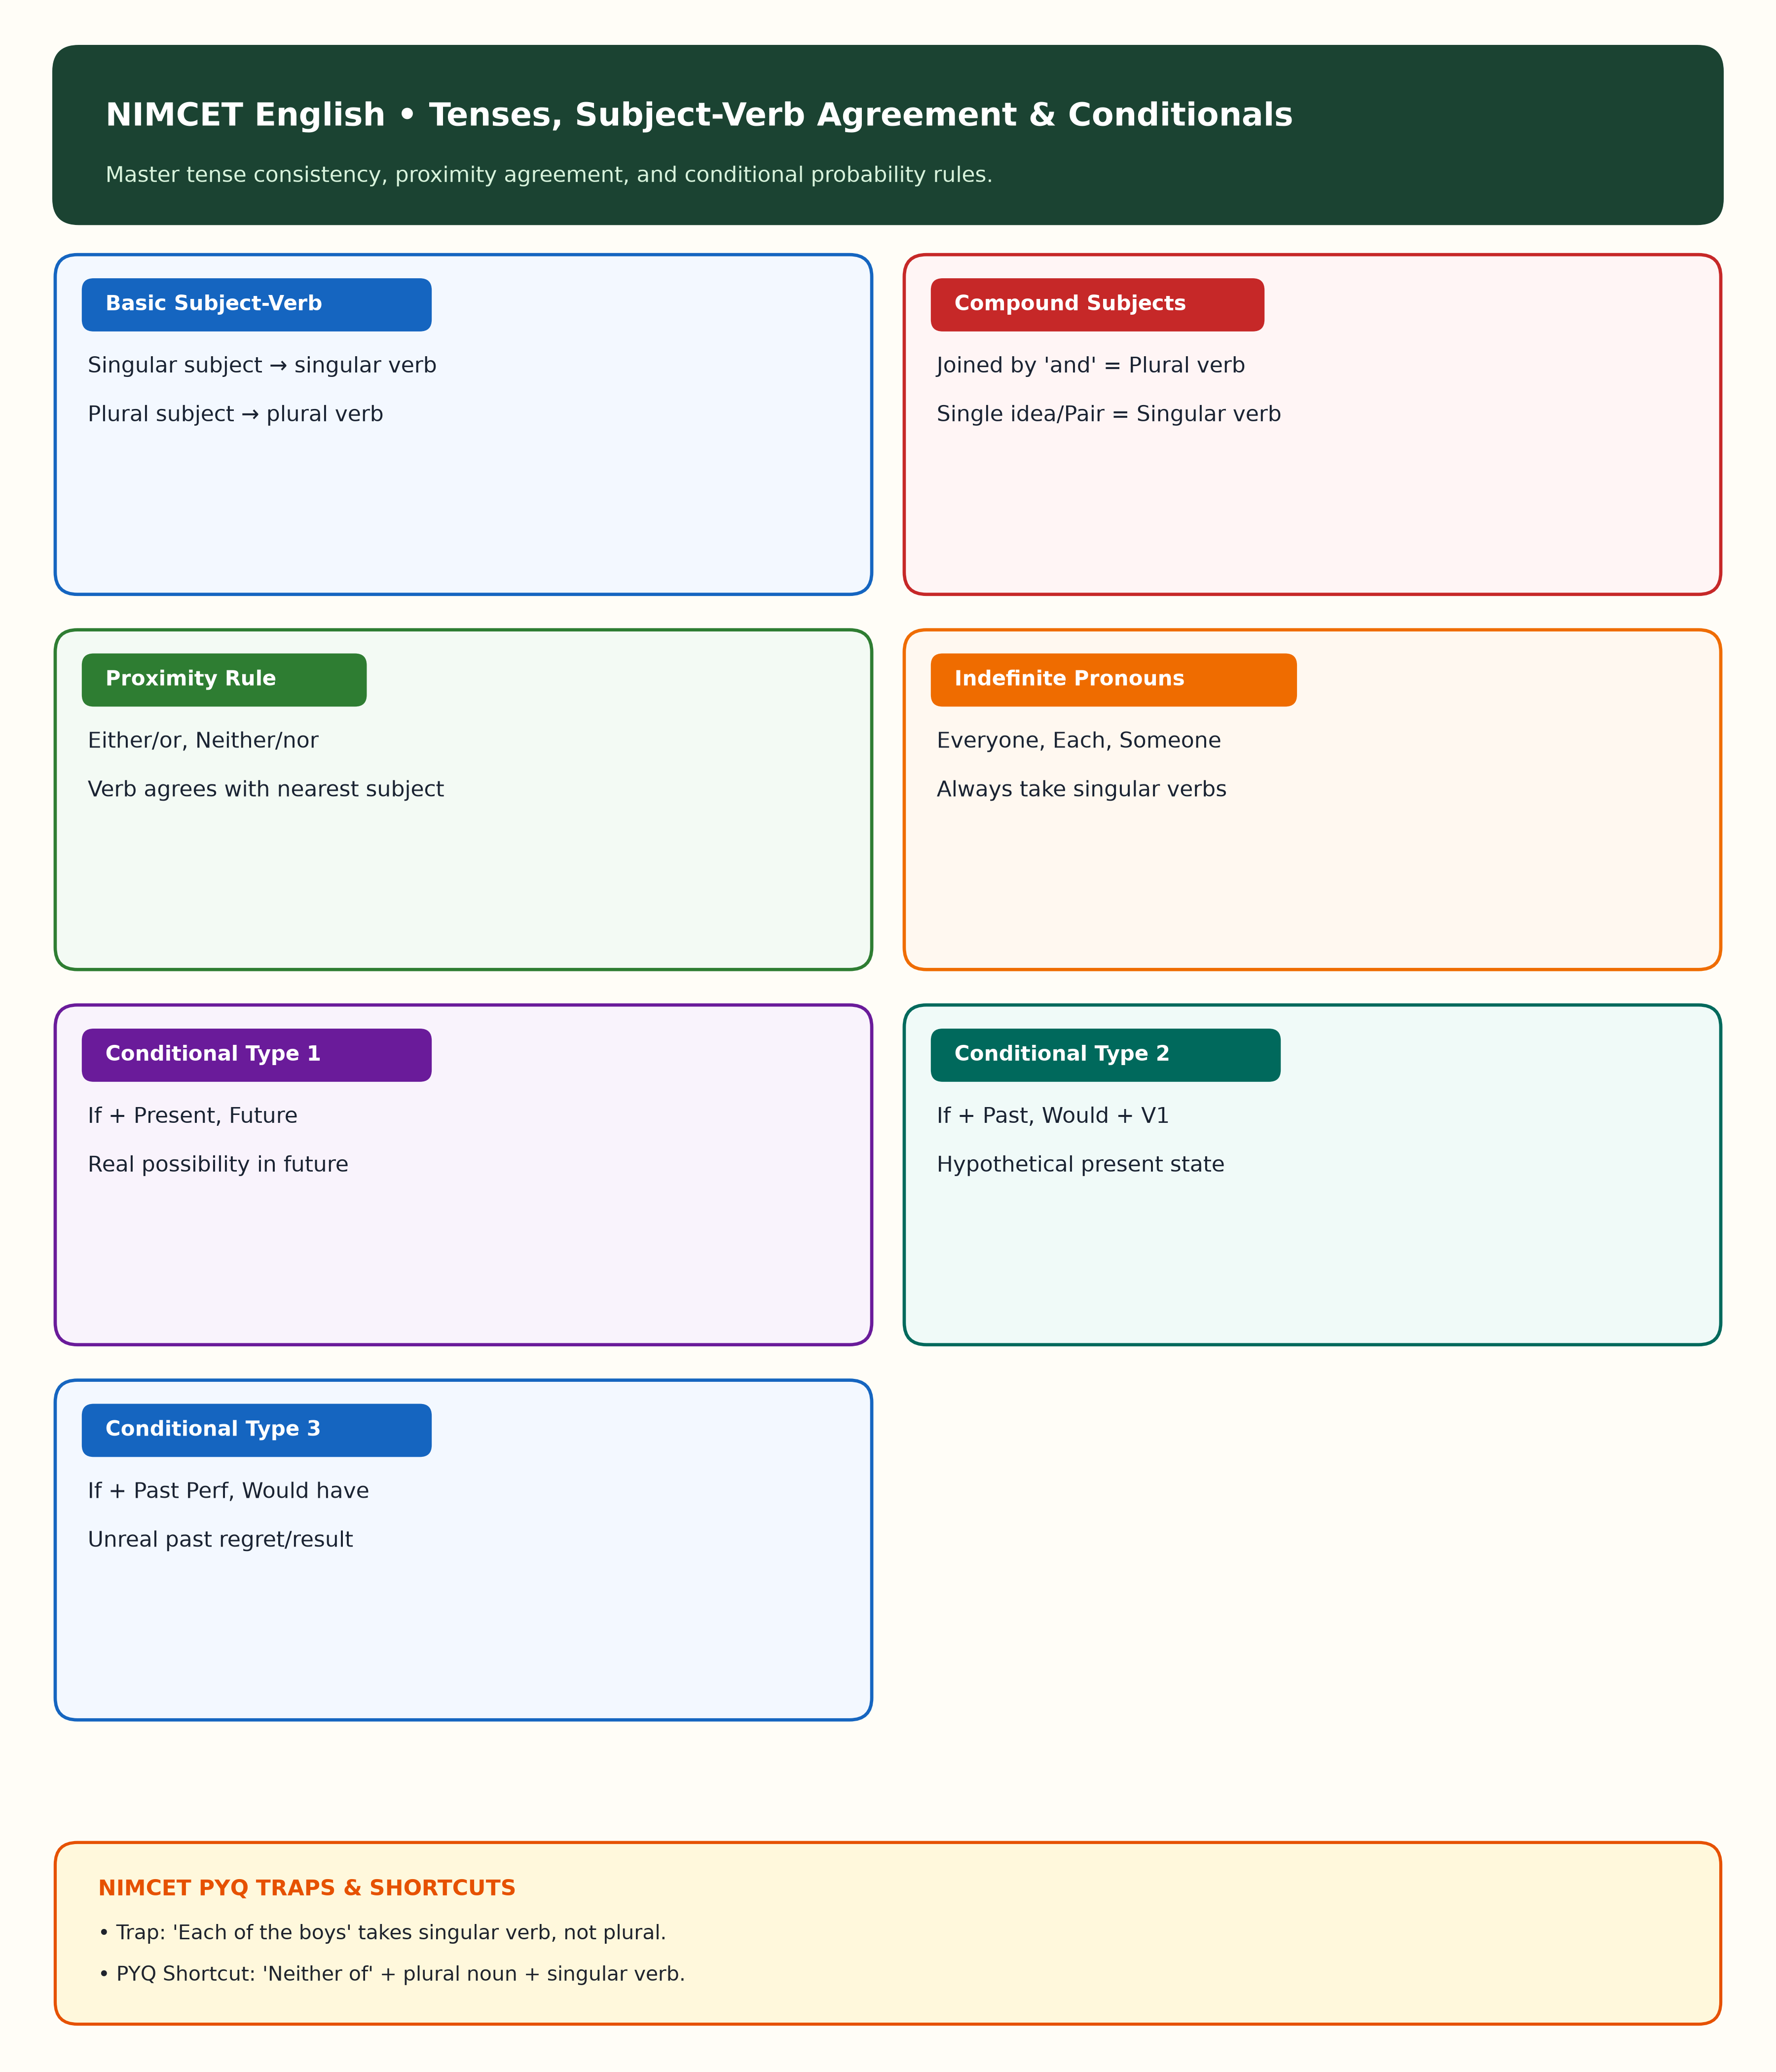 NIMCET English • Tenses, Subject-Verb Agreement & Conditionals
Master tense consistency, proximity agreement, and conditional probability rules.
Basic Subject-Verb
Singular subject → singular verb
Plural subject → plural verb
Compound Subjects
Joined by 'and' = Plural verb
Single idea/Pair = Singular verb
Proximity Rule
Either/or, Neither/nor
Verb agrees with nearest subject
Indefinite Pronouns
Everyone, Each, Someone
Always take singular verbs
Conditional Type 1
If + Present, Future
Real possibility in future
Conditional Type 2
If + Past, Would + V1
Hypothetical present state
Conditional Type 3
If + Past Perf, Would have
Unreal past regret/result
NIMCET PYQ TRAPS & SHORTCUTS
• Trap: 'Each of the boys' takes singular verb, not plural.
• PYQ Shortcut: 'Neither of' + plural noun + singular verb.